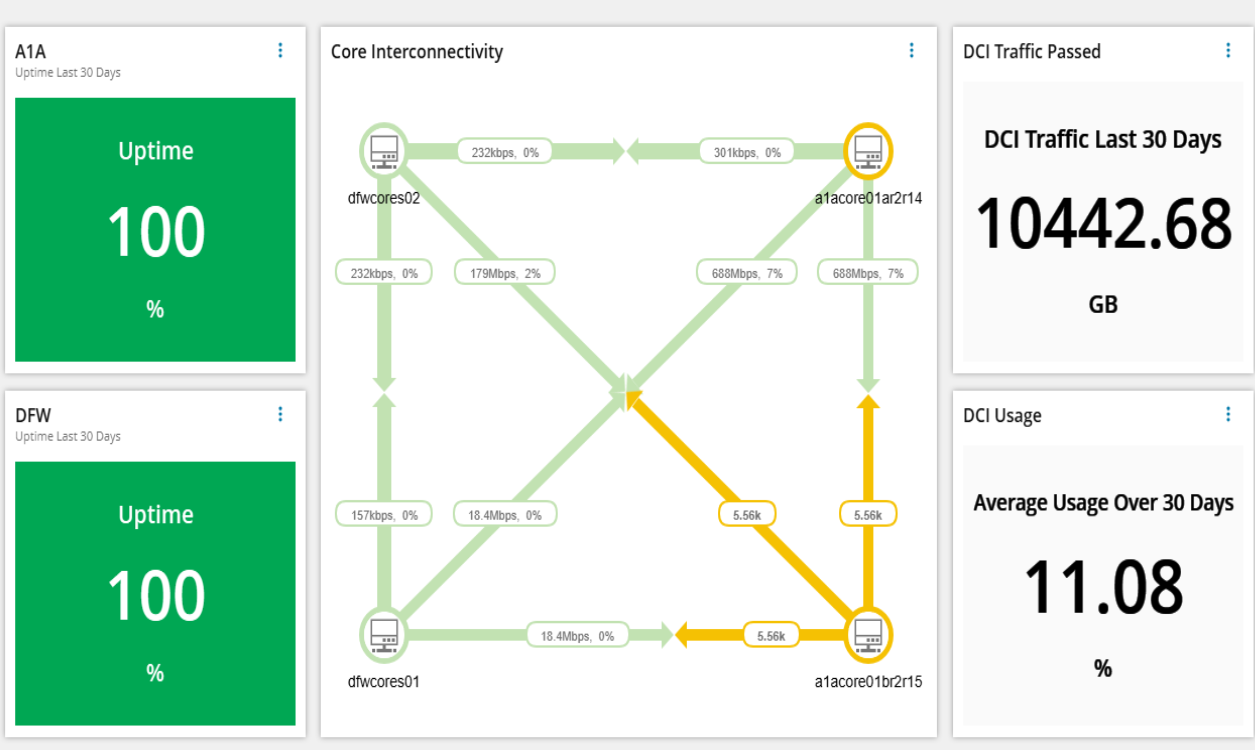 A1A
Uptime Last 30 Days
Uptime
100
%
DFW
Uptime Last 30 Days
Uptime
100
%
Core Interconnectivity
232kbps, 0%
301kbps, 0%
dfwcores02
a1acore01ar2r14
232kbps, 0%
179Mbps, 2%
688Mbps, 7%
688Mbps, 7%
157kbps, 0%
18.4Mbps, 0%
5.56k
5.56k
18.4Mbps, 0%
5.56k
dfwcores01
a1acore01br2r15
DCI Traffic Passed
DCI Traffic Last 30 Days
10442.68
GB
DCI Usage
Average Usage Over 30 Days
11.08
%